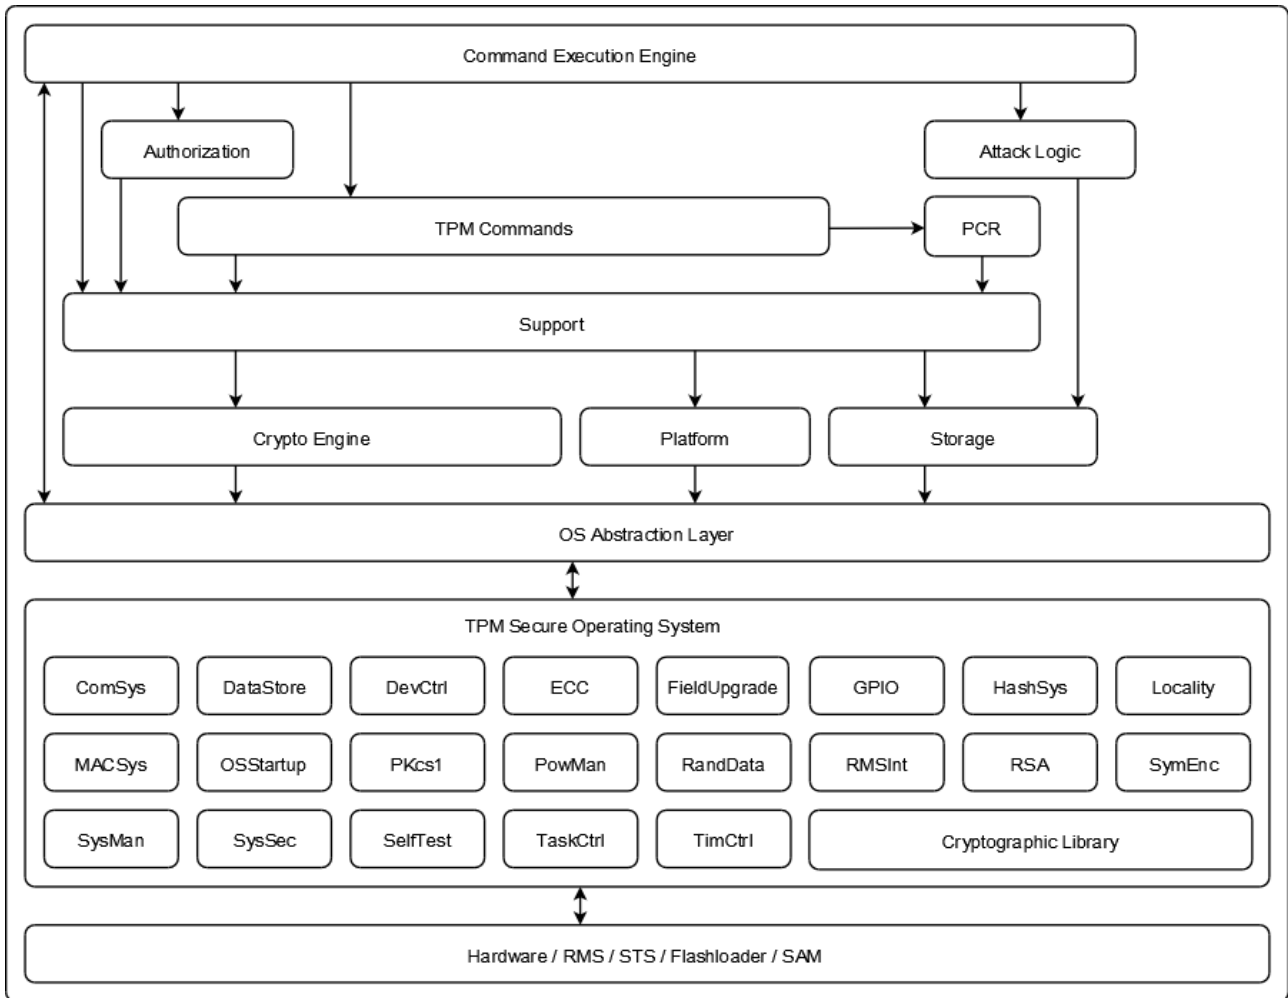 Command Execution Engine
Authorization
Attack Logic
TPM Commands
PCR
Support
Crypto Engine
Platform
Storage
OS Abstraction Layer
TPM Secure Operating System
ComSys
DataStore
DevCtrl
ECC
FieldUpgrade
GPIO
HashSys
Locality
MACSys
OSStartup
PKcs1
PowMan
RandData
RMSInt
RSA
SymEnc
SysMan
SysSec
SelfTest
TaskCtrl
TimCtrl
Cryptographic Library
Hardware / RMS / STS / Flashloader / SAM